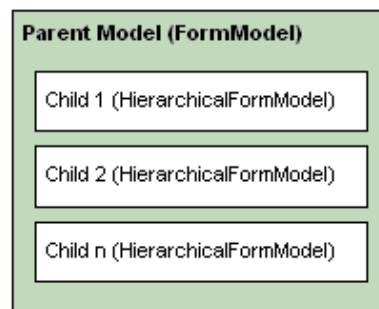 Parent Model (FormModel)
Child 1 (HierarchicalFormModel)
Child 2 (HierarchicalFormModel)
Child n (HierarchicalFormModel)